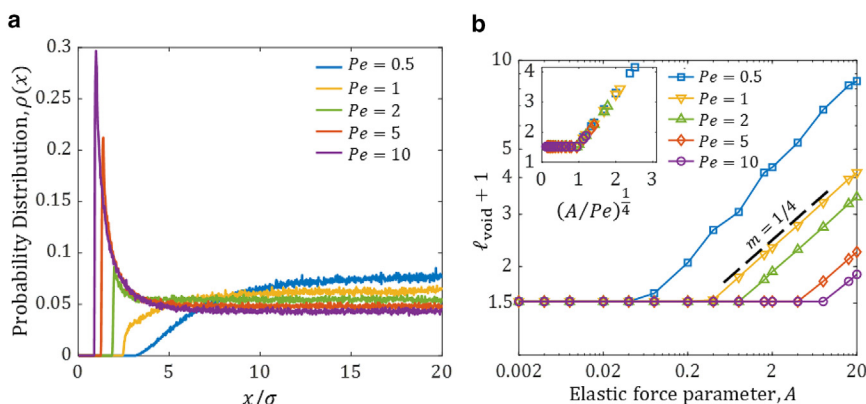 a
0.3
0.25
0.2
0.15
0.1
0.05
0
0
5
10
15
20
Probability Distribution, ρ(x)
x/σ
Pe = 0.5
Pe = 1
Pe = 2
Pe = 5
Pe = 10
b
10
5
4
3
2
1.5
0.002
0.02
0.2
2
20
ℓvoid + 1
Elastic force parameter, A
4
3
2
1
0
1
2
3
(A/Pe)^1/4
Pe = 0.5
Pe = 1
Pe = 2
Pe = 5
Pe = 10
m = 1/4